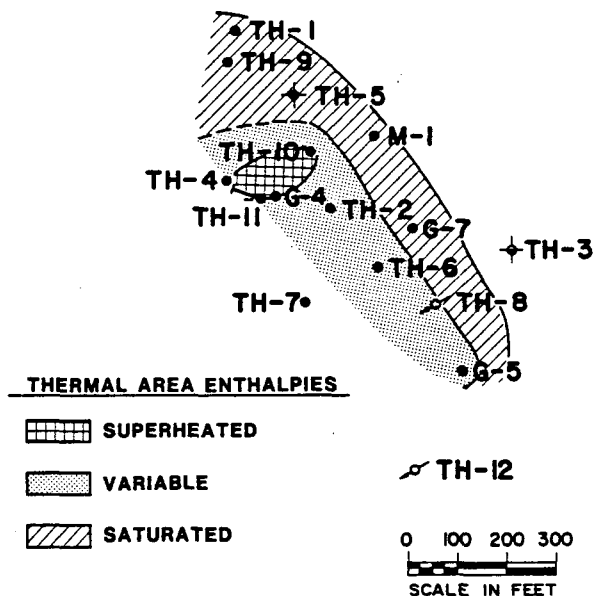 TH-1
TH-9
TH-5
M-1
TH-10
TH-4
G-4
TH-11
TH-2
G-7
TH-3
TH-6
TH-7
TH-8
G-5
THERMAL AREA ENTHALPIES
SUPERHEATED
VARIABLE
SATURATED
TH-12
0 100 200 300
SCALE IN FEET